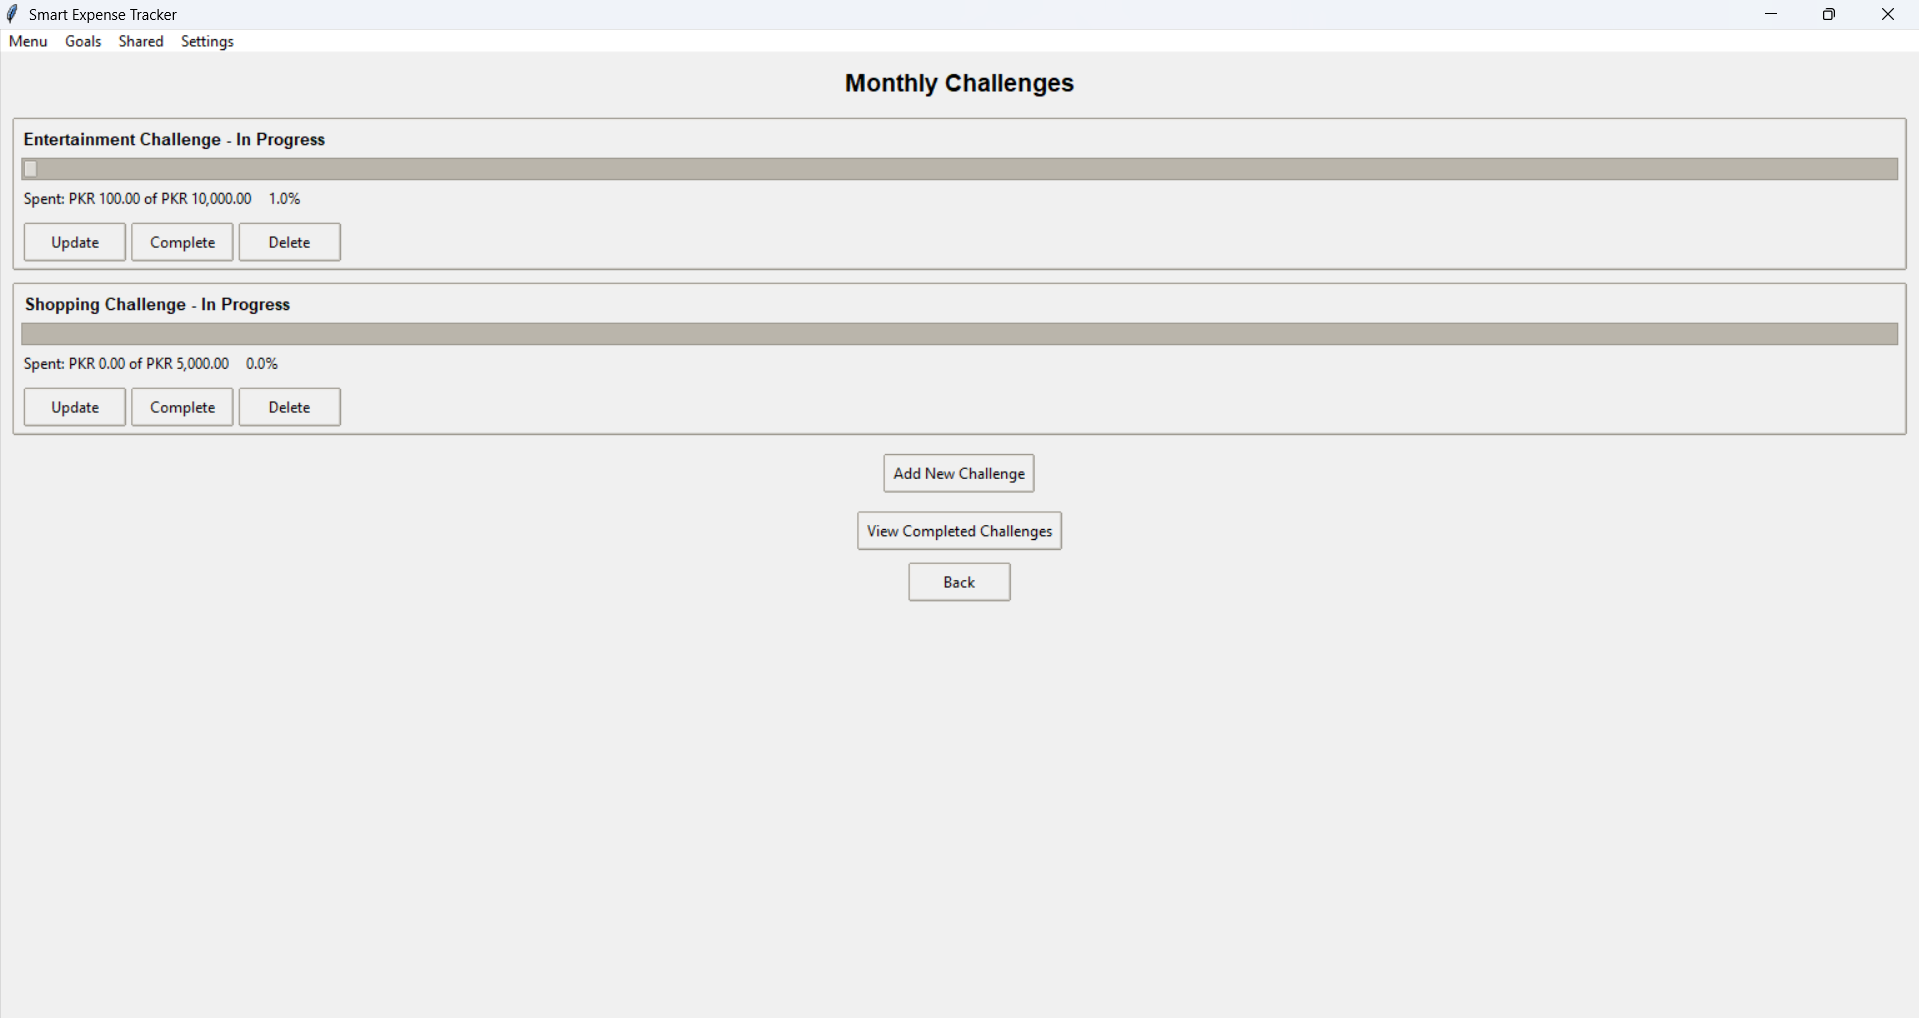 Smart Expense Tracker
Menu Goals Shared Settings
Monthly Challenges
Entertainment Challenge - In Progress
Spent: PKR 100.00 of PKR 10,000.00 1.0%
Update Complete Delete
Shopping Challenge - In Progress
Spent: PKR 0.00 of PKR 5,000.00 0.0%
Update Complete Delete
Add New Challenge
View Completed Challenges
Back